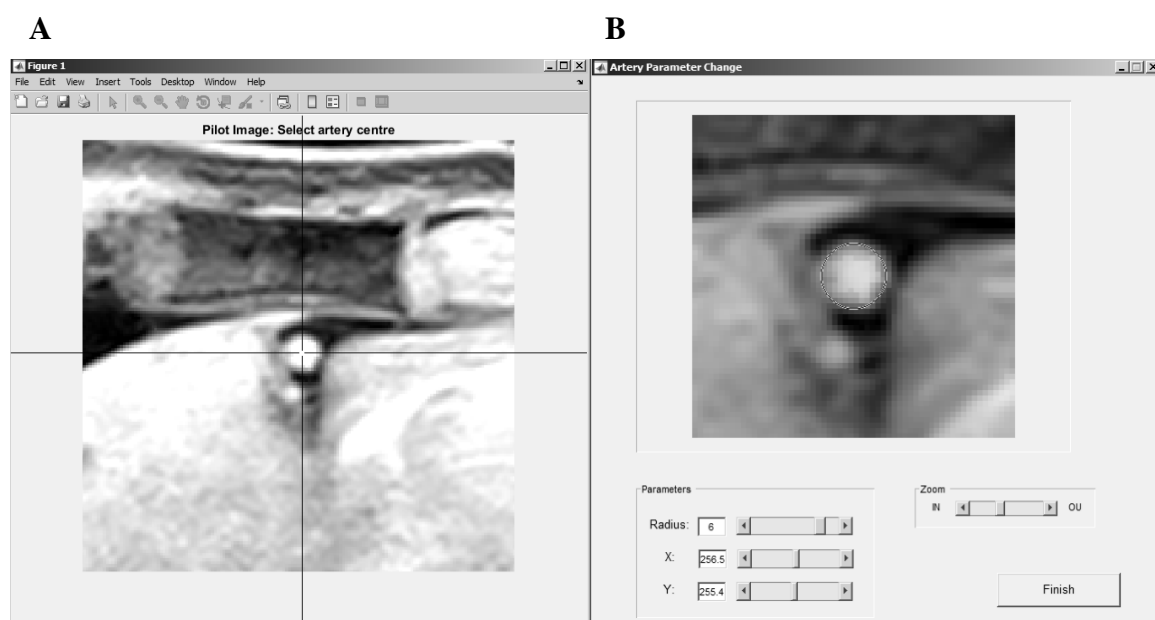 A
B
Figure 1
File Edit View Insert Tools Desktop Window Help
Pilot Image: Select artery centre
Artery Parameter Change
Parameters
Radius: 6
X: 256.5
Y: 255.4
Zoom
IN OU
Finish